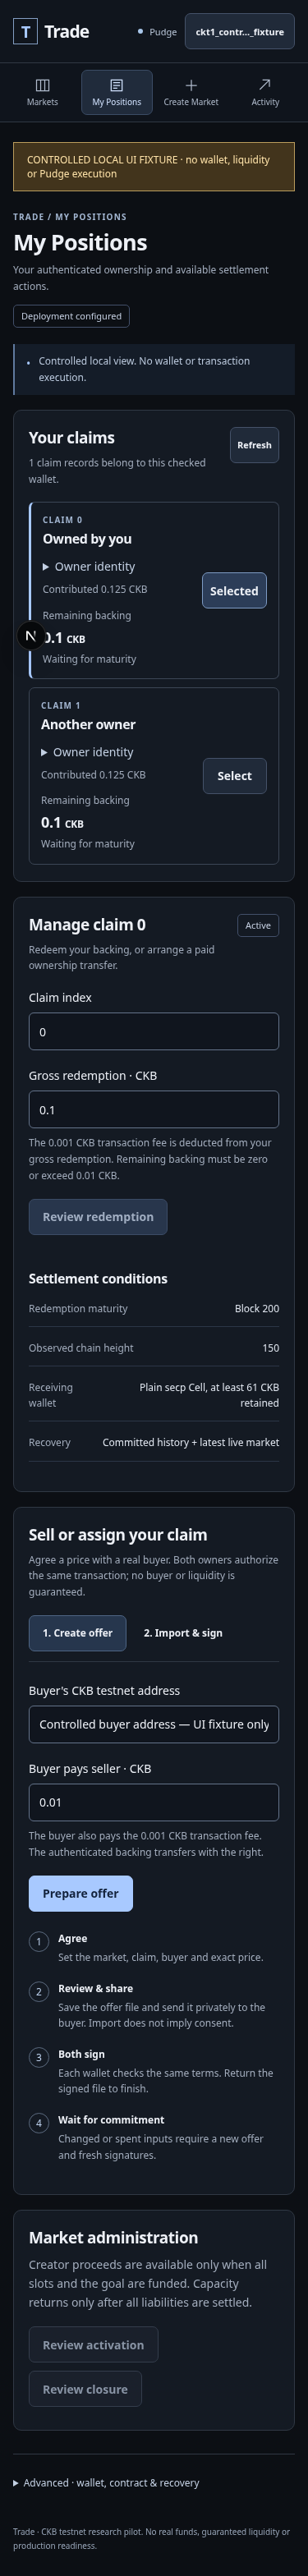 T Trade
Pudge
ckt1_contr…_fixture
Markets
My Positions
Create Market
Activity
CONTROLLED LOCAL UI FIXTURE · no wallet, liquidity
or Pudge execution
TRADE / MY POSITIONS
My Positions
Your authenticated ownership and available settlement
actions.
Deployment configured
Controlled local view. No wallet or transaction
execution.
Your claims
Refresh
1 claim records belong to this checked
wallet.
CLAIM 0
Owned by you
Owner identity
Contributed 0.125 CKB
Selected
Remaining backing
0.1 CKB
N
Waiting for maturity
CLAIM 1
Another owner
Owner identity
Contributed 0.125 CKB
Select
Remaining backing
0.1 CKB
Waiting for maturity
Manage claim 0
Active
Redeem your backing, or arrange a paid
ownership transfer.
Claim index
0
Gross redemption · CKB
0.1
The 0.001 CKB transaction fee is deducted from your
gross redemption. Remaining backing must be zero
or exceed 0.01 CKB.
Review redemption
Settlement conditions
Redemption maturity Block 200
Observed chain height 150
Receiving wallet Plain secp Cell, at least 61 CKB retained
Recovery Committed history + latest live market
Sell or assign your claim
Agree a price with a real buyer. Both owners authorize
the same transaction; no buyer or liquidity is
guaranteed.
1. Create offer
2. Import & sign
Buyer's CKB testnet address
Controlled buyer address — UI fixture only
Buyer pays seller · CKB
0.01
The buyer also pays the 0.001 CKB transaction fee.
The authenticated backing transfers with the right.
Prepare offer
1 Agree
Set the market, claim, buyer and exact price.
2 Review & share
Save the offer file and send it privately to the
buyer. Import does not imply consent.
3 Both sign
Each wallet checks the same terms. Return the
signed file to finish.
4 Wait for commitment
Changed or spent inputs require a new offer
and fresh signatures.
Market administration
Creator proceeds are available only when all
slots and the goal are funded. Capacity
returns only after all liabilities are settled.
Review activation
Review closure
Advanced · wallet, contract & recovery
Trade · CKB testnet research pilot. No real funds, guaranteed liquidity or
production readiness.